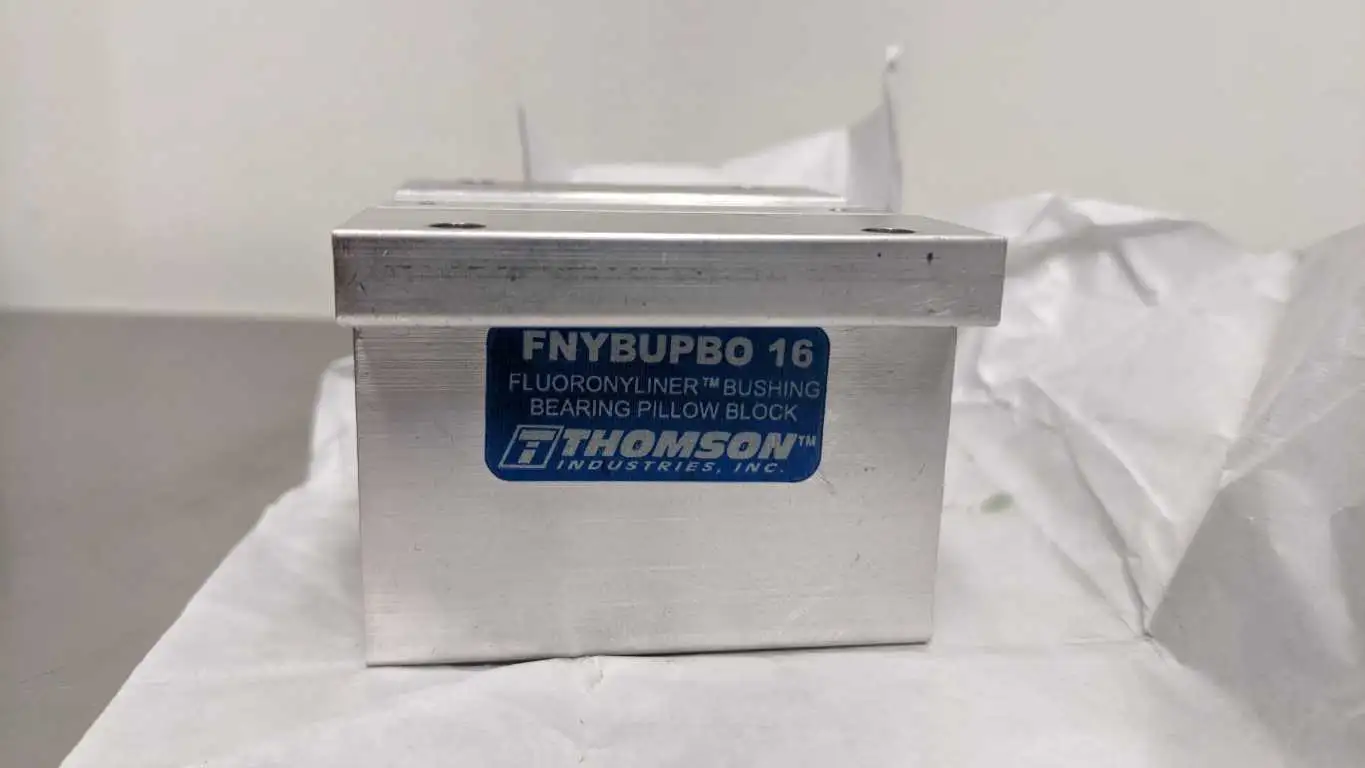 FNYBUPBO 16
FLUORONYLINER™ BUSHING
BEARING PILLOW BLOCK
THOMSON™
INDUSTRIES, INC.